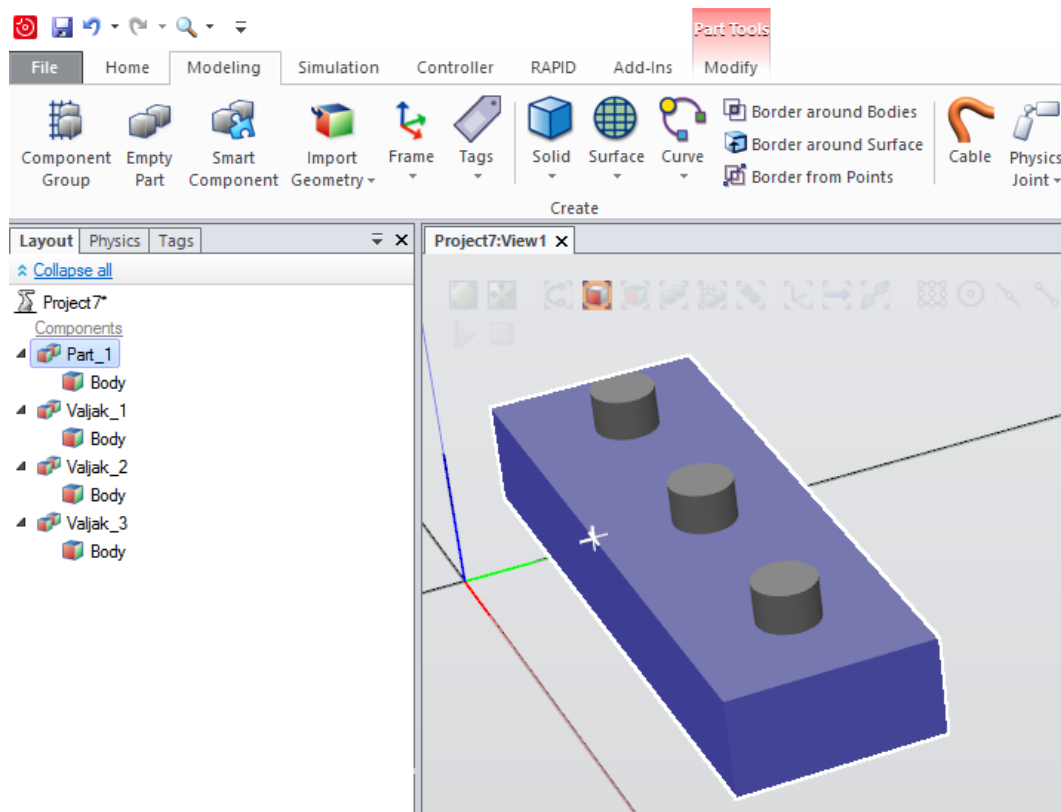 Part Tools
File Home Modeling Simulation Controller RAPID Add-Ins Modify
Component Group
Empty Part
Smart Component
Import Geometry
Frame
Tags
Solid
Surface
Curve
Border around Bodies
Border around Surface
Border from Points
Cable
Physics Joint
Create
Layout Physics Tags
Project7:View1
Collapse all
Project7*
Components
Part_1
Body
Valjak_1
Body
Valjak_2
Body
Valjak_3
Body